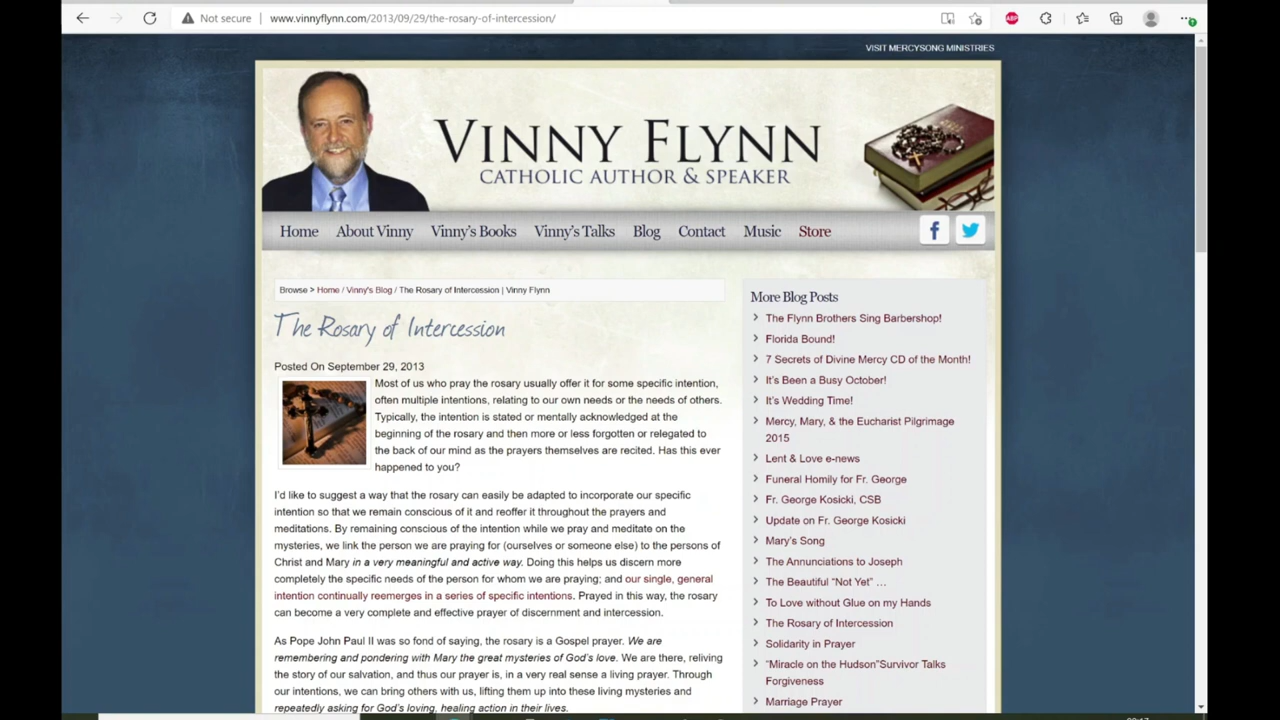 Not secure | www.vinnyflynn.com/2013/09/29/the-rosary-of-intercession/
ABP
VISIT MERCYSONG MINISTRIES
VINNY FLYNN
CATHOLIC AUTHOR & SPEAKER
Home About Vinny Vinny's Books Vinny's Talks Blog Contact Music Store
Browse > Home / Vinny's Blog / The Rosary of Intercession | Vinny Flynn
The Rosary of Intercession
Posted On September 29, 2013
Most of us who pray the rosary usually offer it for some specific intention,
often multiple intentions, relating to our own needs or the needs of others.
Typically, the intention is stated or mentally acknowledged at the
beginning of the rosary and then more or less forgotten or relegated to
the back of our mind as the prayers themselves are recited. Has this ever
happened to you?
I'd like to suggest a way that the rosary can easily be adapted to incorporate our specific
intention so that we remain conscious of it and reoffer it throughout the prayers and
meditations. By remaining conscious of the intention while we pray and meditate on the
mysteries, we link the person we are praying for (ourselves or someone else) to the persons of
Christ and Mary in a very meaningful and active way. Doing this helps us discern more
completely the specific needs of the person for whom we are praying; and our single, general
intention continually reemerges in a series of specific intentions. Prayed in this way, the rosary
can become a very complete and effective prayer of discernment and intercession.
As Pope John Paul II was so fond of saying, the rosary is a Gospel prayer. We are
remembering and pondering with Mary the great mysteries of God's love. We are there, reliving
the story of our salvation, and thus our prayer is, in a very real sense a living prayer. Through
our intentions, we can bring others with us, lifting them up into these living mysteries and
repeatedly asking for God's loving, healing action in their lives.
More Blog Posts
The Flynn Brothers Sing Barbershop!
Florida Bound!
7 Secrets of Divine Mercy CD of the Month!
It's Been a Busy October!
It's Wedding Time!
Mercy, Mary, & the Eucharist Pilgrimage
2015
Lent & Love e-news
Funeral Homily for Fr. George
Fr. George Kosicki, CSB
Update on Fr. George Kosicki
Mary's Song
The Annunciations to Joseph
The Beautiful “Not Yet” …
To Love without Glue on my Hands
The Rosary of Intercession
Solidarity in Prayer
“Miracle on the Hudson”Survivor Talks
Forgiveness
Marriage Prayer